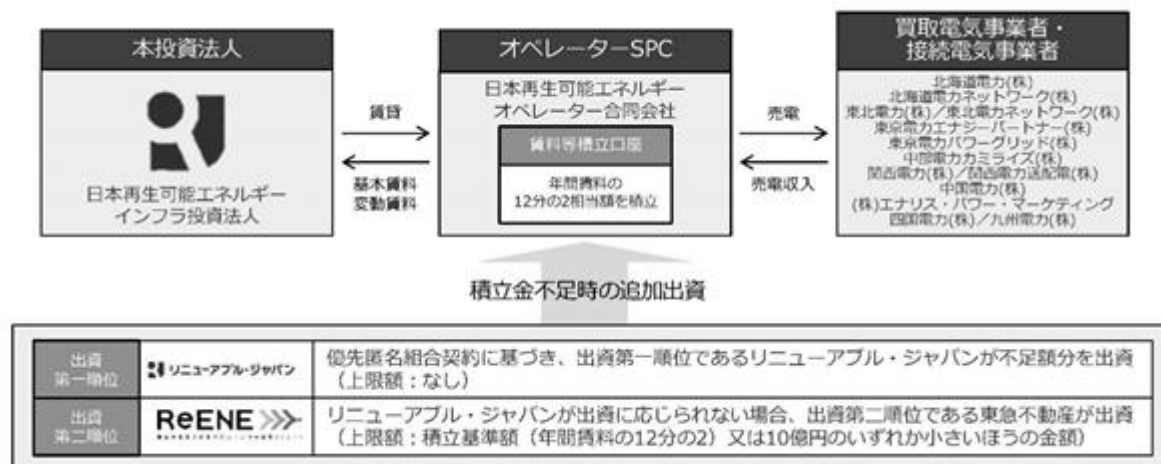 本投資法人
日本再生可能エネルギー
インフラ投資法人
賃貸
基本賃料
変動賃料
オペレーターSPC
日本再生可能エネルギー
オペレーター合同会社
賃料等積立口座
年間賃料の
12分の2相当額を積立
売電
売電収入
買取電気事業者・
接続電気事業者
北海道電力(株)
北海道電力ネットワーク(株)
東北電力(株)／東北電力ネットワーク(株)
東京電力エナジーパートナー(株)
東京電力パワーグリッド(株)
中部電力カミライズ(株)
関西電力(株)／関西電力送配電(株)
中国電力(株)
(株)エナリス・パワー・マーケティング
四国電力(株)／九州電力(株)
積立金不足時の追加出資
出資
第一順位
リニューアブル・ジャパン
優先匿名組合契約に基づき、出資第一順位であるリニューアブル・ジャパンが不足額分を出資
（上限額：なし）
出資
第二順位
ReENE
リニューアブル・ジャパンが出資に応じられない場合、出資第二順位である東急不動産が出資
（上限額：積立基準額（年間賃料の12分の2）又は10億円のいずれか小さいほうの金額）